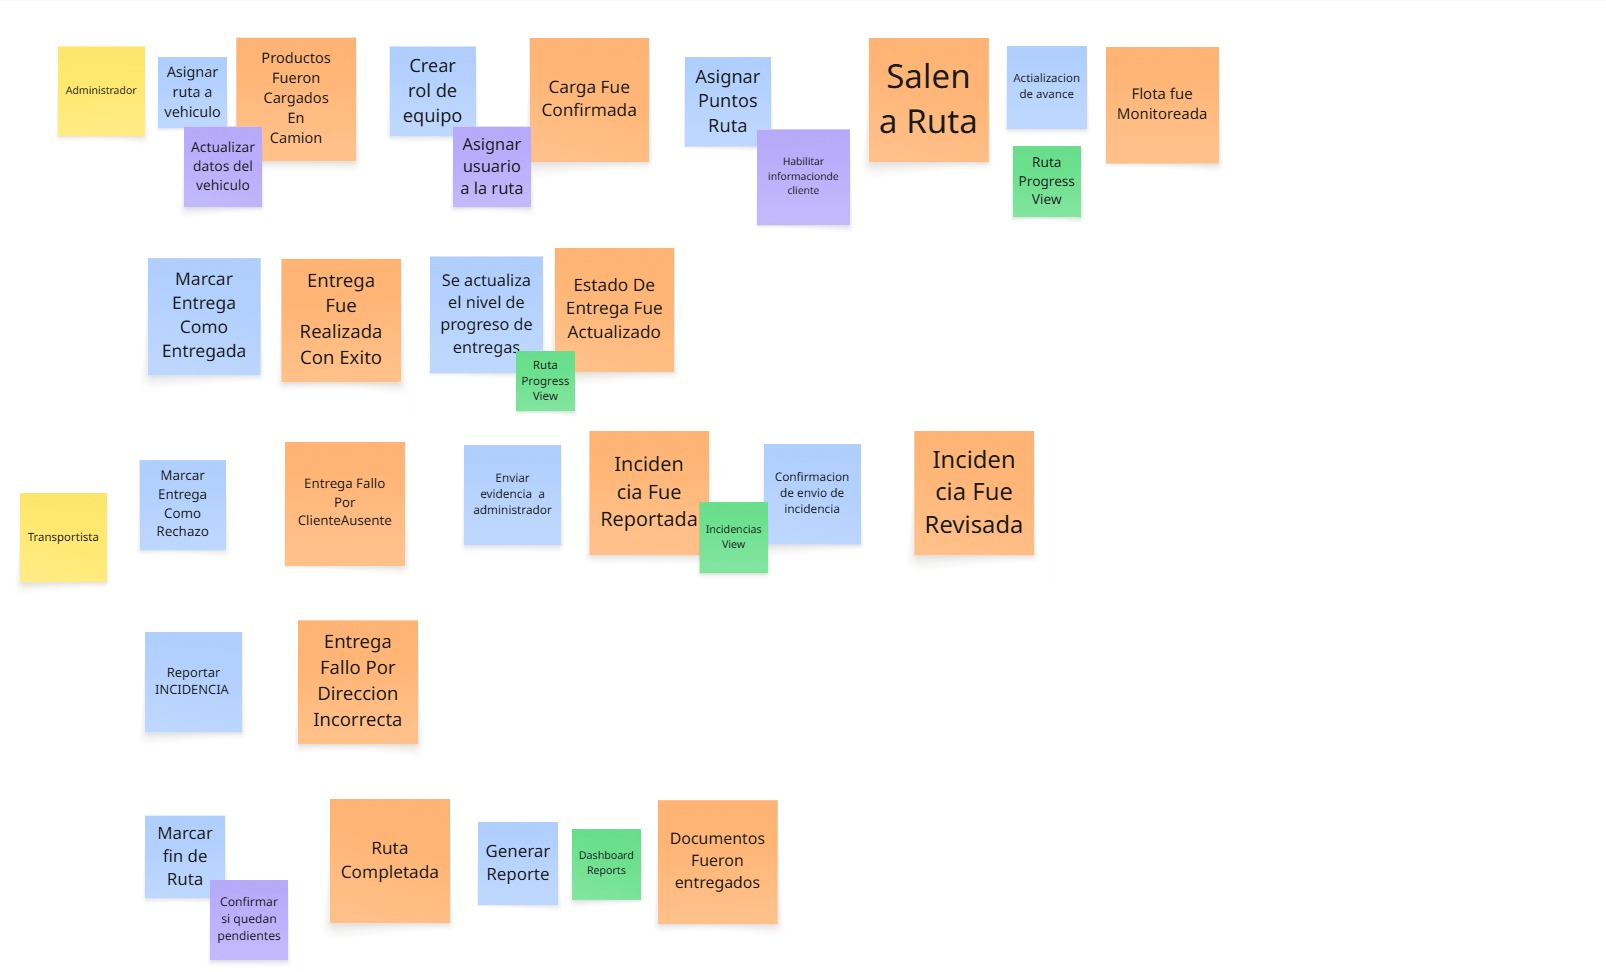 Administrador
Asignar
ruta a
vehiculo
Productos
Fueron
Cargados
En
Camion
Actualizar
datos del
vehiculo
Crear
rol de
equipo
Asignar
usuario
a la ruta
Carga Fue
Confirmada
Asignar
Puntos
Ruta
Habilitar
informacionde
cliente
Salen
a Ruta
Actializacion
de avance
Ruta
Progress
View
Flota fue
Monitoreada
Marcar
Entrega
Como
Entregada
Entrega
Fue
Realizada
Con Exito
Se actualiza
el nivel de
progreso de
entregas
Ruta
Progress
View
Estado De
Entrega Fue
Actualizado
Transportista
Marcar
Entrega
Como
Rechazo
Entrega Fallo
Por
ClienteAusente
Enviar
evidencia a
administrador
Inciden
cia Fue
Reportada
Incidencias
View
Confirmacion
de envio de
incidencia
Inciden
cia Fue
Revisada
Reportar
INCIDENCIA
Entrega
Fallo Por
Direccion
Incorrecta
Marcar
fin de
Ruta
Confirmar
si quedan
pendientes
Ruta
Completada
Generar
Reporte
Dashboard
Reports
Documentos
Fueron
entregados